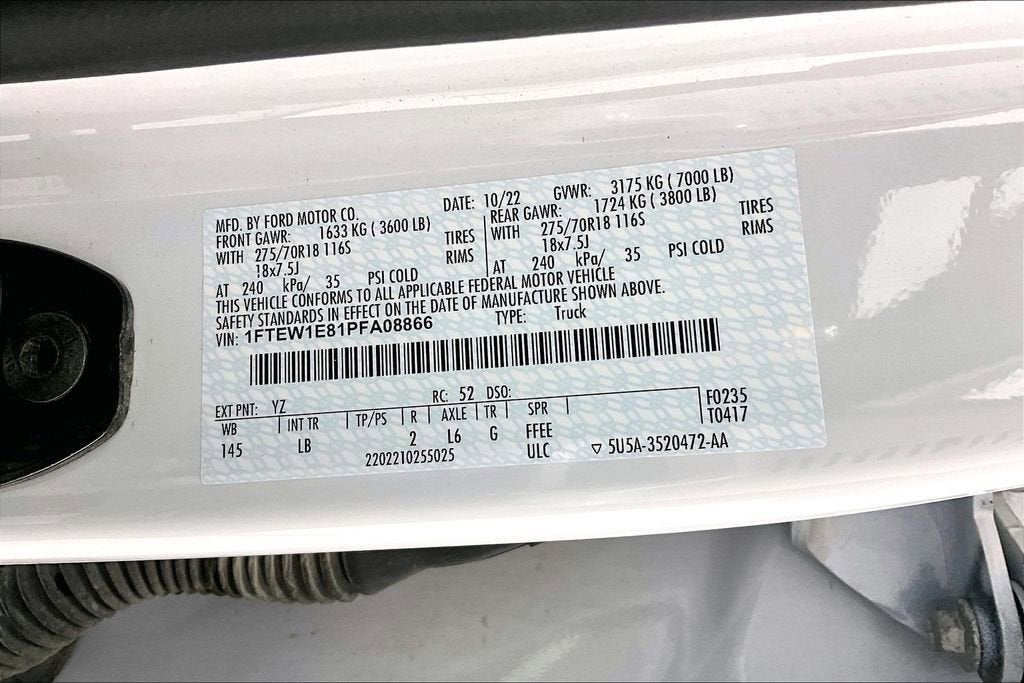 MFD. BY FORD MOTOR CO. DATE: 10/22 GVWR: 3175 KG ( 7000 LB)
FRONT GAWR: 1633 KG ( 3600 LB) REAR GAWR: 1724 KG ( 3800 LB)
WITH 275/70R18 116S TIRES WITH 275/70R18 116S TIRES
18x7.5J RIMS 18x7.5J RIMS
AT 240 kPa/ 35 PSI COLD AT 240 kPa/ 35 PSI COLD
THIS VEHICLE CONFORMS TO ALL APPLICABLE FEDERAL MOTOR VEHICLE
SAFETY STANDARDS IN EFFECT ON THE DATE OF MANUFACTURE SHOWN ABOVE.
VIN: 1FTEW1E81PFA08866 TYPE: Truck
EXT PNT: YZ RC: 52 DSO: F0235
WB INT TR TP/PS R AXLE TR SPR T0417
145 LB 2 L6 G FFEE
2202210255025 ULC 5U5A-3520472-AA